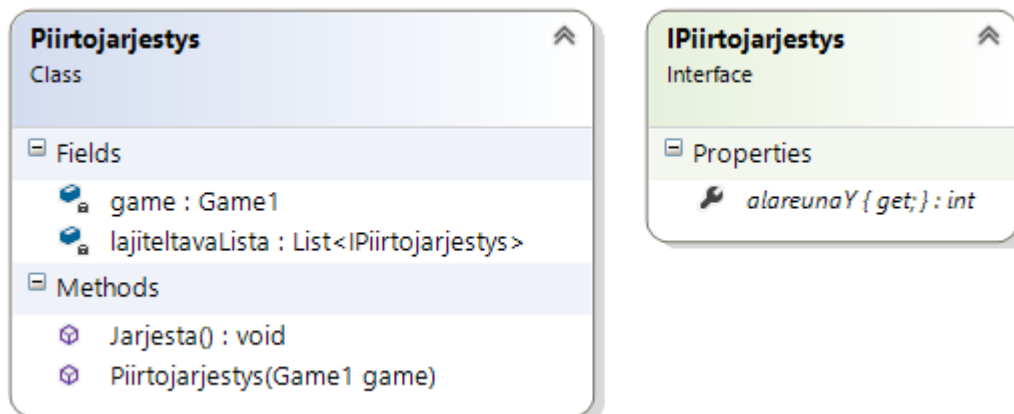 Piirtojarjestys
Class
Fields
game : Game1
lajiteltavaLista : List<IPiirtojarjestys>
Methods
Jarjesta() : void
Piirtojarjestys(Game1 game)
IPiirtojarjestys
Interface
Properties
alareunaY { get; } : int